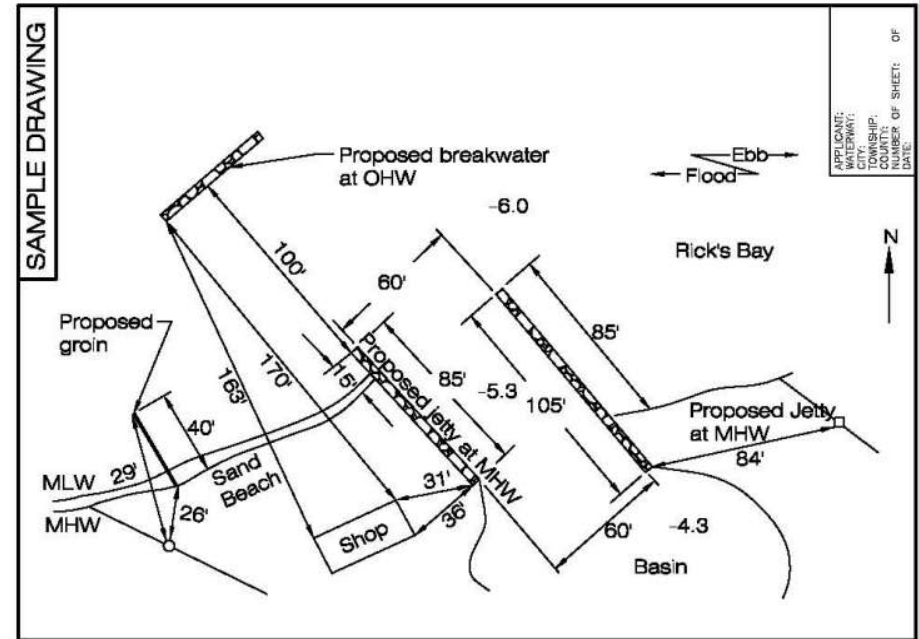 SAMPLE DRAWING
APPLICANT:
WATERWAY:
CITY:
TOWNSHIP:
COUNTY:
NUMBER OF SHEET: OF
DATE:
Proposed breakwater
at OHW
Ebb
Flood
-6.0
Rick's Bay
N
100'
60'
Proposed
groin
85'
15'
Proposed jetty at MHW
85'
-5.3
105'
170'
163'
40'
Proposed Jetty
at MHW
84'
MLW
29'
Sand
Beach
31'
MHW
26'
36'
Shop
60'
-4.3
Basin